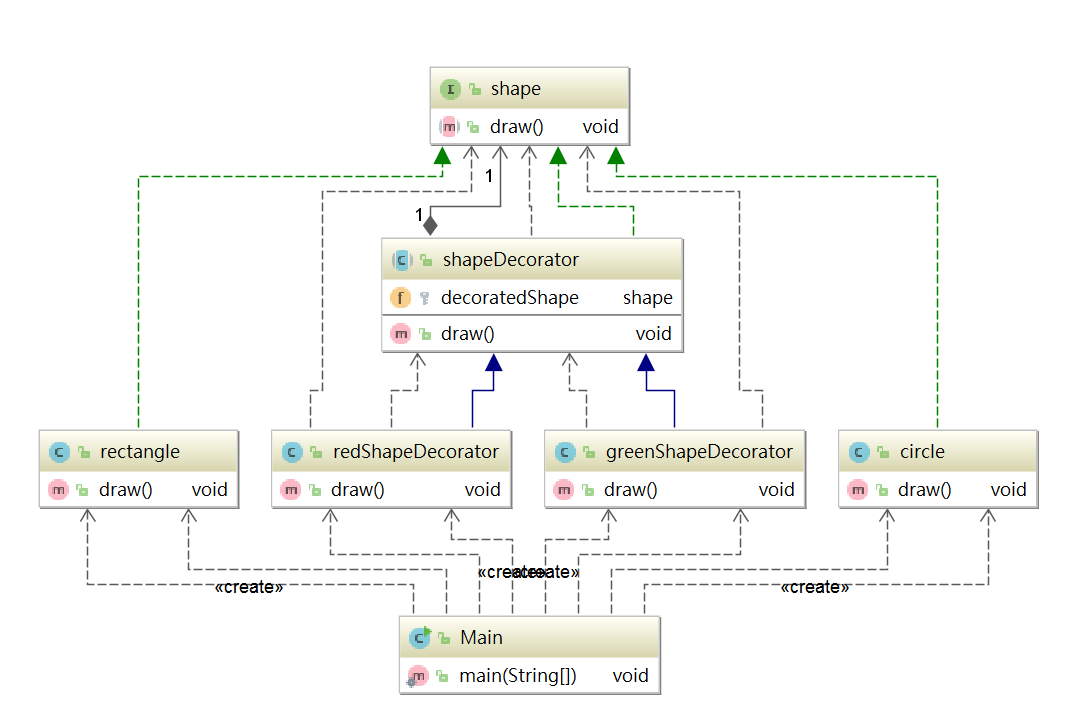 shape
draw() void
1
1
shapeDecorator
decoratedShape shape
draw() void
rectangle
draw() void
redShapeDecorator
draw() void
greenShapeDecorator
draw() void
circle
draw() void
«create»
«create»
«create»
«create»
Main
main(String[]) void